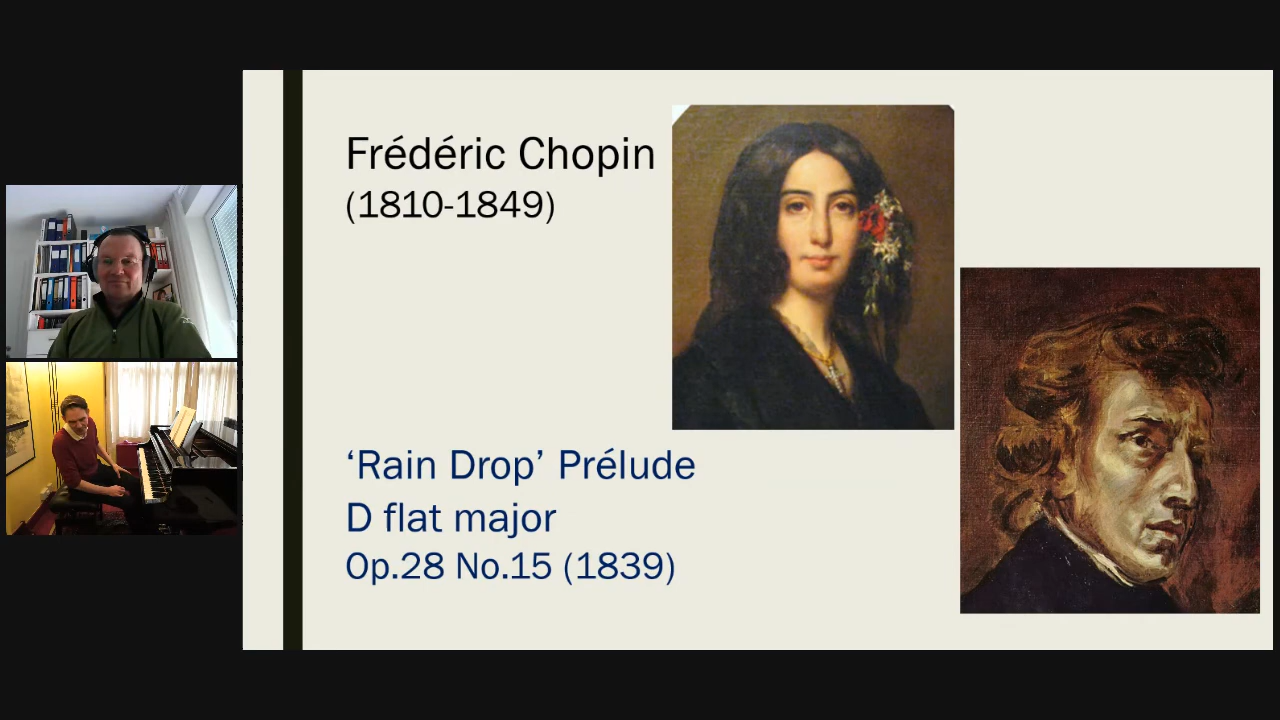 Frédéric Chopin
(1810-1849)
‘Rain Drop’ Prélude
D flat major
Op.28 No.15 (1839)